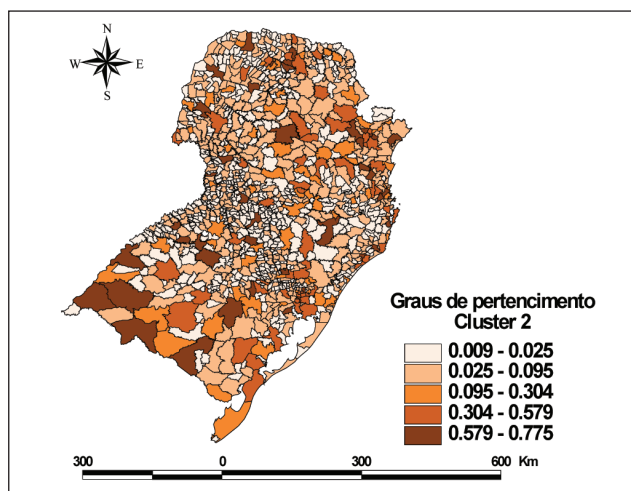 N
W E
S
Graus de pertencimento
Cluster 2
0.009 - 0.025
0.025 - 0.095
0.095 - 0.304
0.304 - 0.579
0.579 - 0.775
300 0 300 600 Km